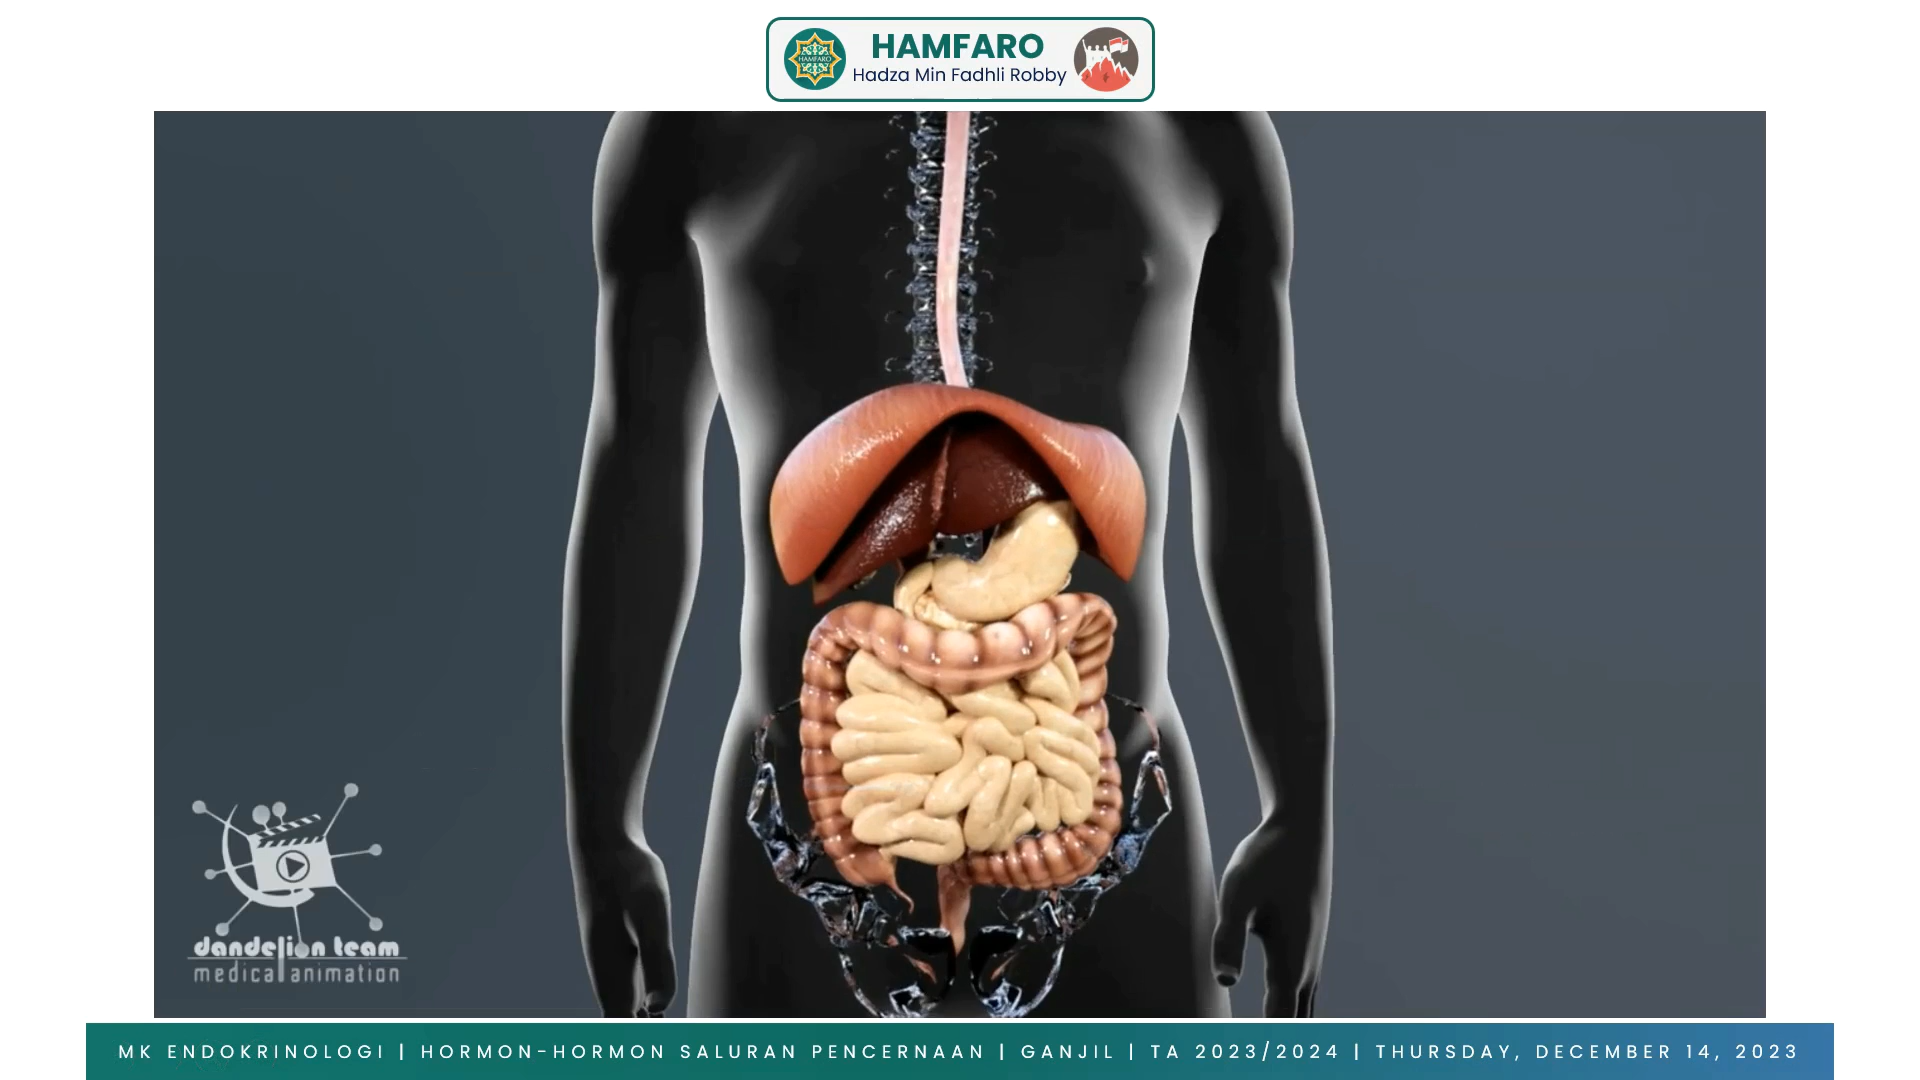 HAMFARO
HAMFARO
Hadza Min Fadhli Robby
dandelion team
medical animation
MK ENDOKRINOLOGI | HORMON-HORMON SALURAN PENCERNAAN | GANJIL | TA 2023/2024 | THURSDAY, DECEMBER 14, 2023